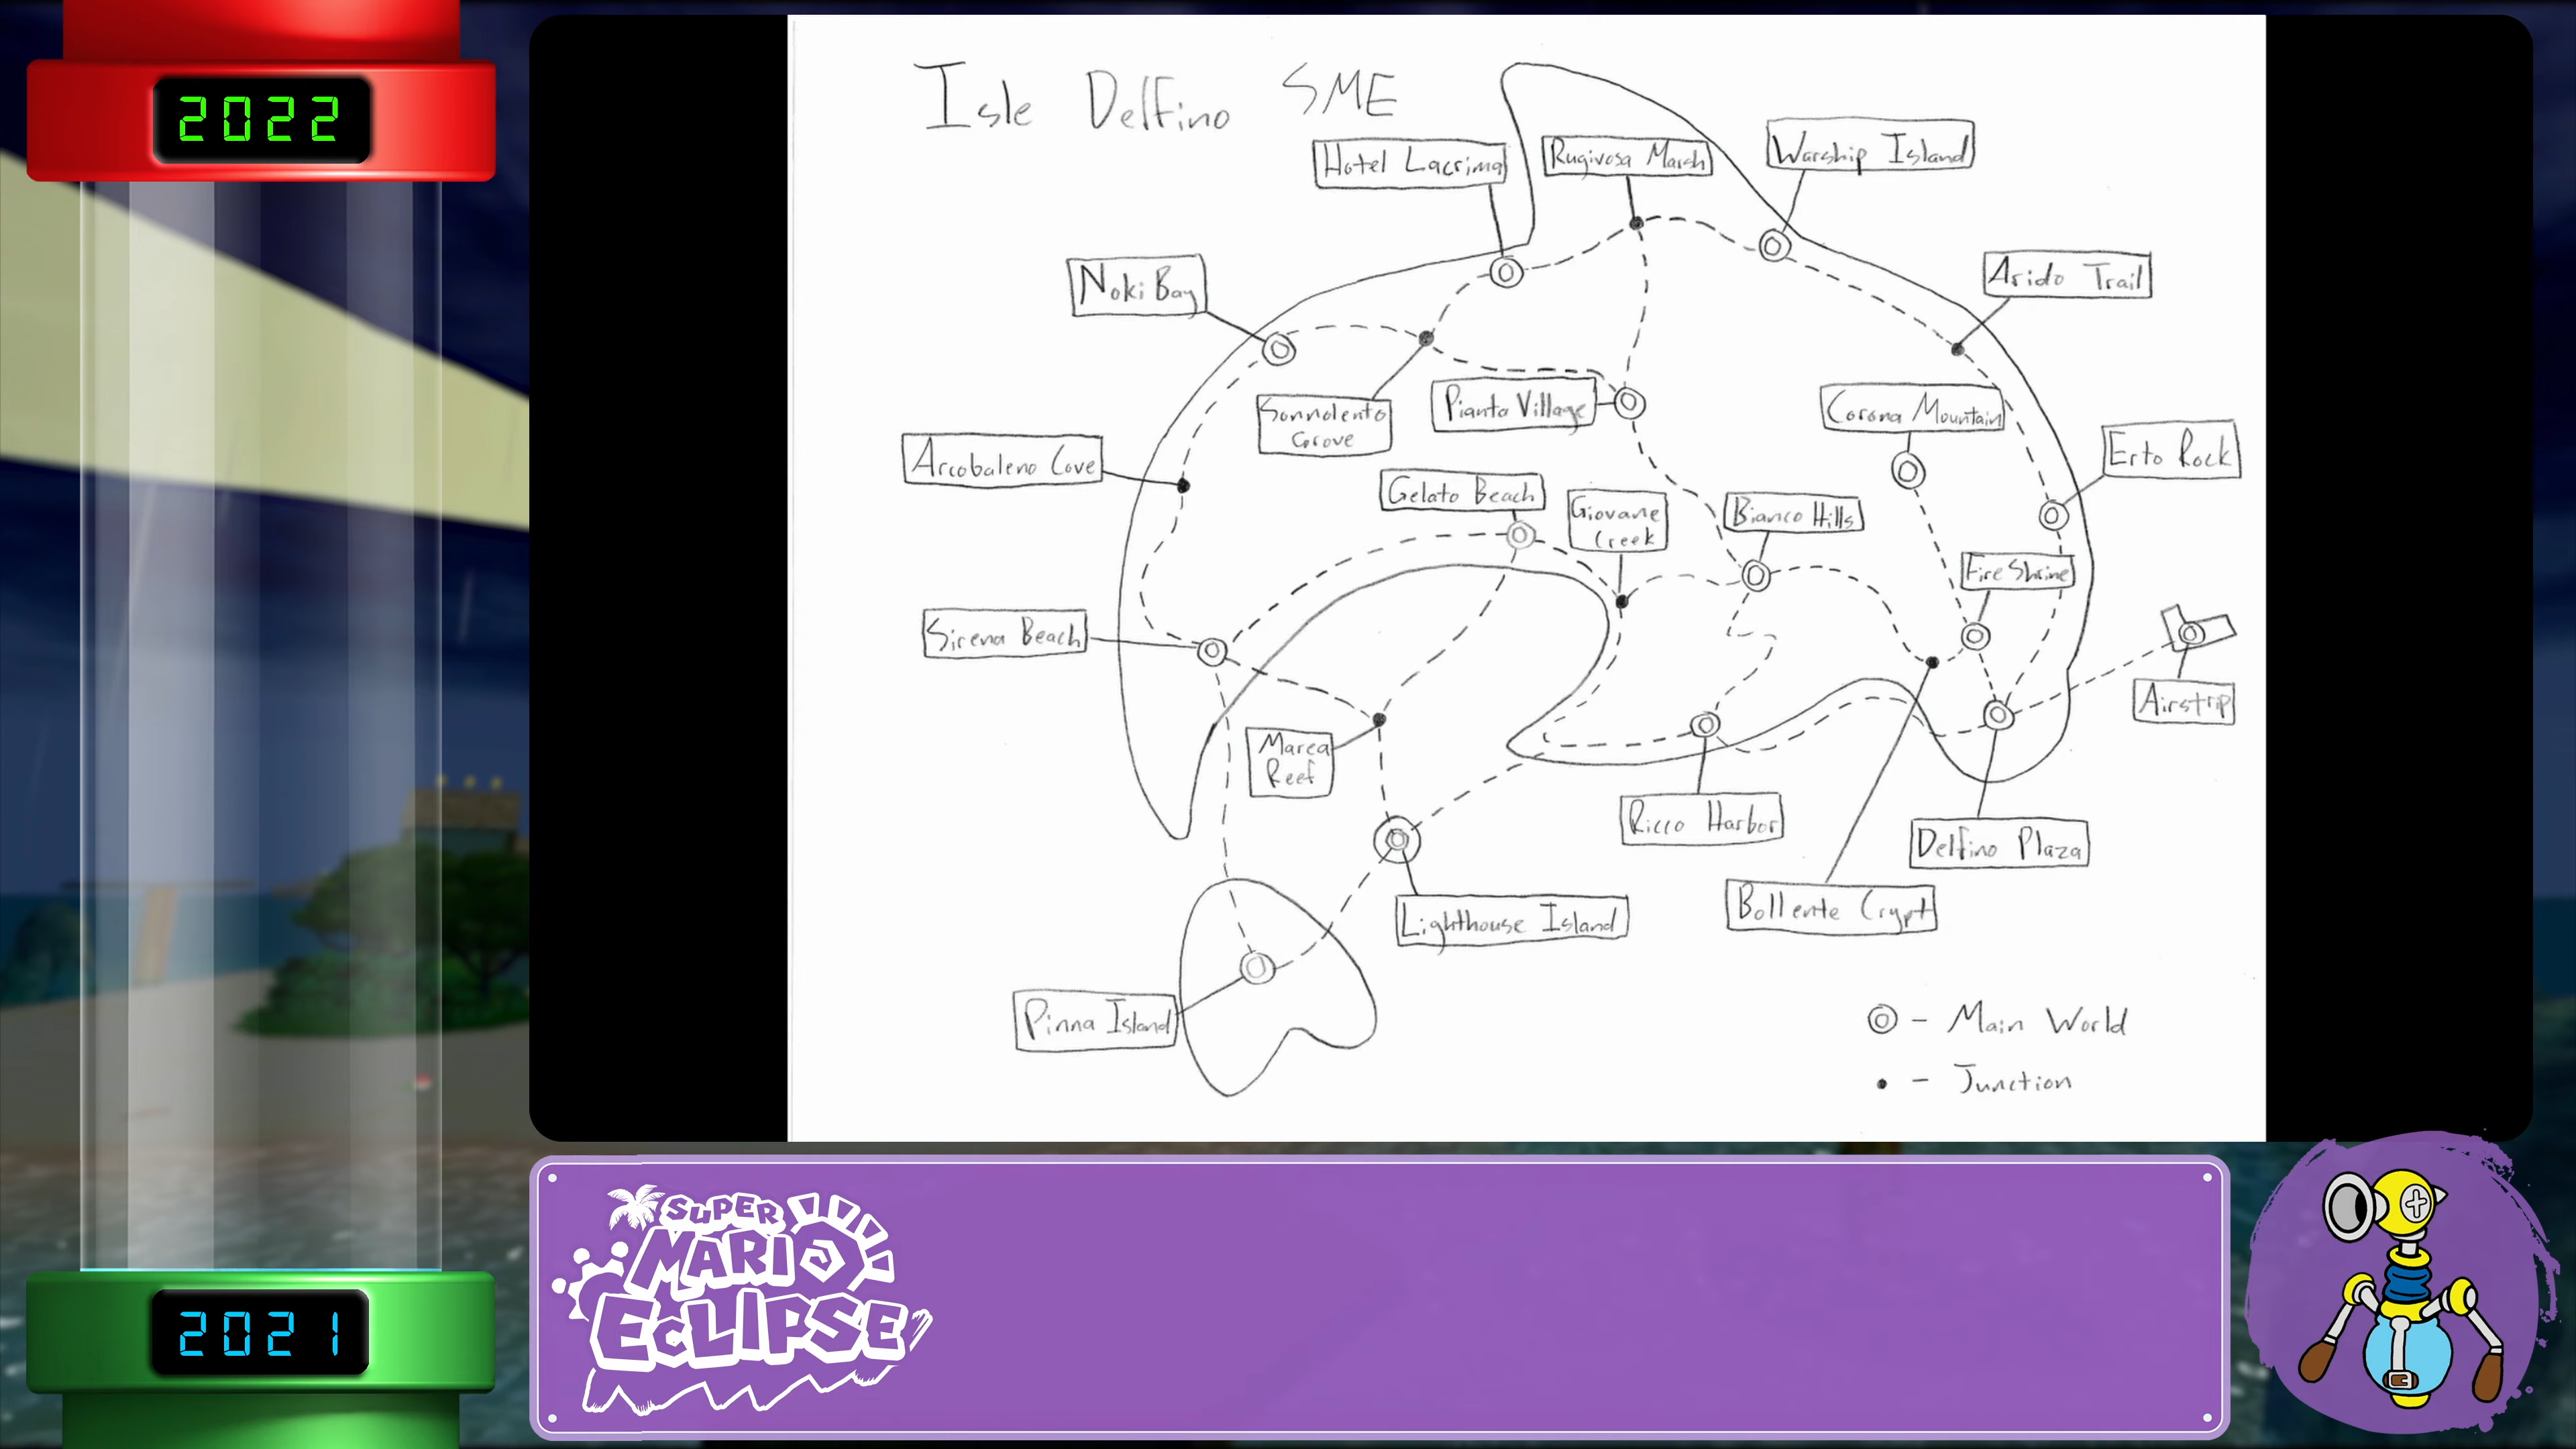 2022
Isle Delfino SME
Hotel Lacrima
Rugivosa Marsh
Warship Island
Noki Bay
Arido Trail
Sonnolento
Grove
Pianta Village
Corona Mountain
Erto Rock
Arcobaleno Cove
Gelato Beach
Giovane
Creek
Bianco Hills
Fire Shrine
Sirena Beach
Airstrip
Marea
Reef
Ricco Harbor
Delfino Plaza
Lighthouse Island
Bollente Crypt
Pinna Island
- Main World
- Junction
SUPER
MARIO
ECLIPSE
2021